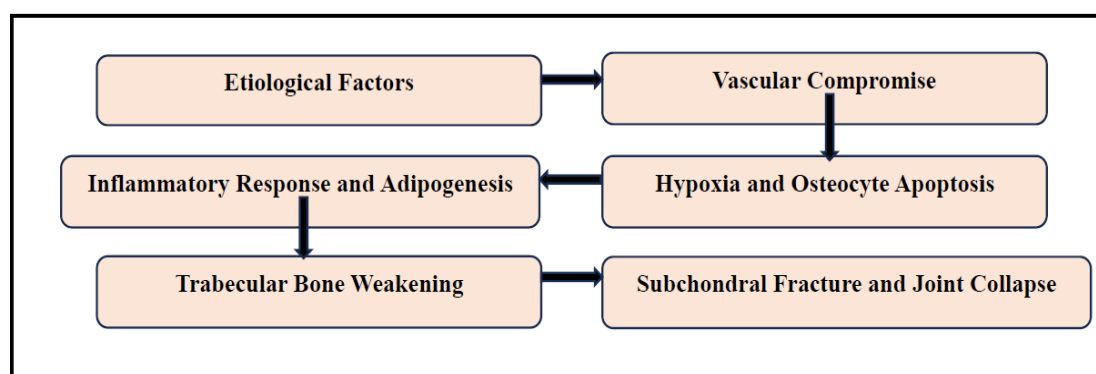 Etiological Factors
Vascular Compromise
Hypoxia and Osteocyte Apoptosis
Inflammatory Response and Adipogenesis
Trabecular Bone Weakening
Subchondral Fracture and Joint Collapse